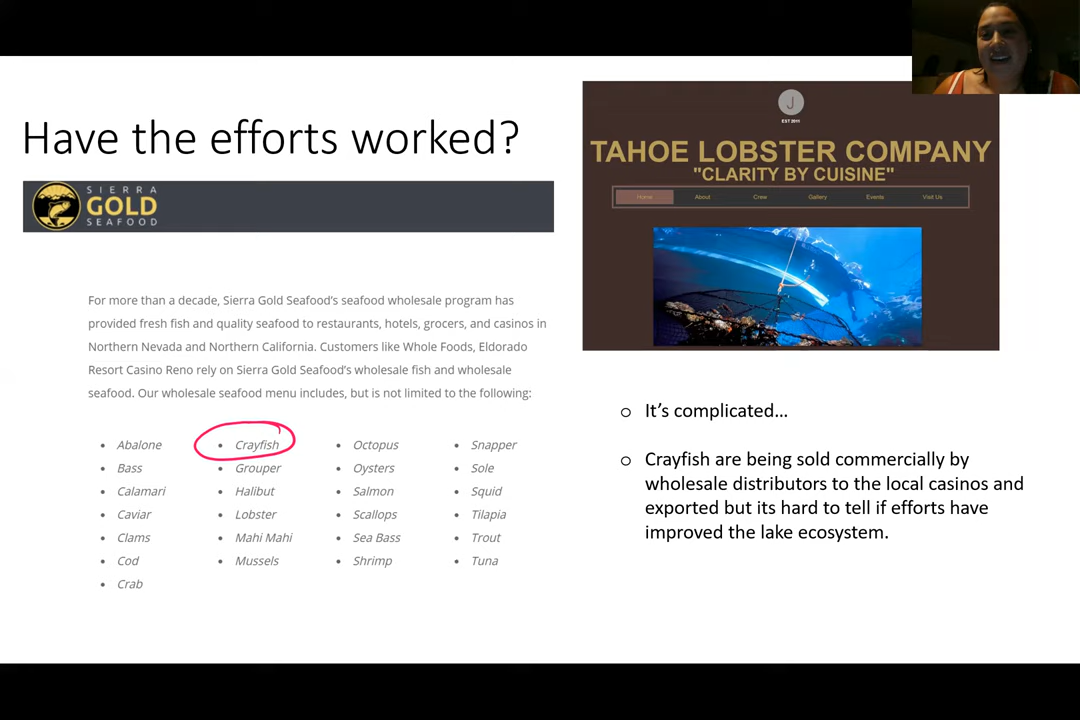 Have the efforts worked?
SIERRA
GOLD
SEAFOOD
For more than a decade, Sierra Gold Seafood's seafood wholesale program has
provided fresh fish and quality seafood to restaurants, hotels, grocers, and casinos in
Northern Nevada and Northern California. Customers like Whole Foods, Eldorado
Resort Casino Reno rely on Sierra Gold Seafood's wholesale fish and wholesale
seafood. Our wholesale seafood menu includes, but is not limited to the following:
• Abalone
• Bass
• Calamari
• Caviar
• Clams
• Cod
• Crab
• Crayfish
• Grouper
• Halibut
• Lobster
• Mahi Mahi
• Mussels
• Octopus
• Oysters
• Salmon
• Scallops
• Sea Bass
• Shrimp
• Snapper
• Sole
• Squid
• Tilapia
• Trout
• Tuna
J
EST 2011
TAHOE LOBSTER COMPANY
"CLARITY BY CUISINE"
Home About Crew Gallery Events Visit Us
o It's complicated…
o Crayfish are being sold commercially by
wholesale distributors to the local casinos and
exported but its hard to tell if efforts have
improved the lake ecosystem.